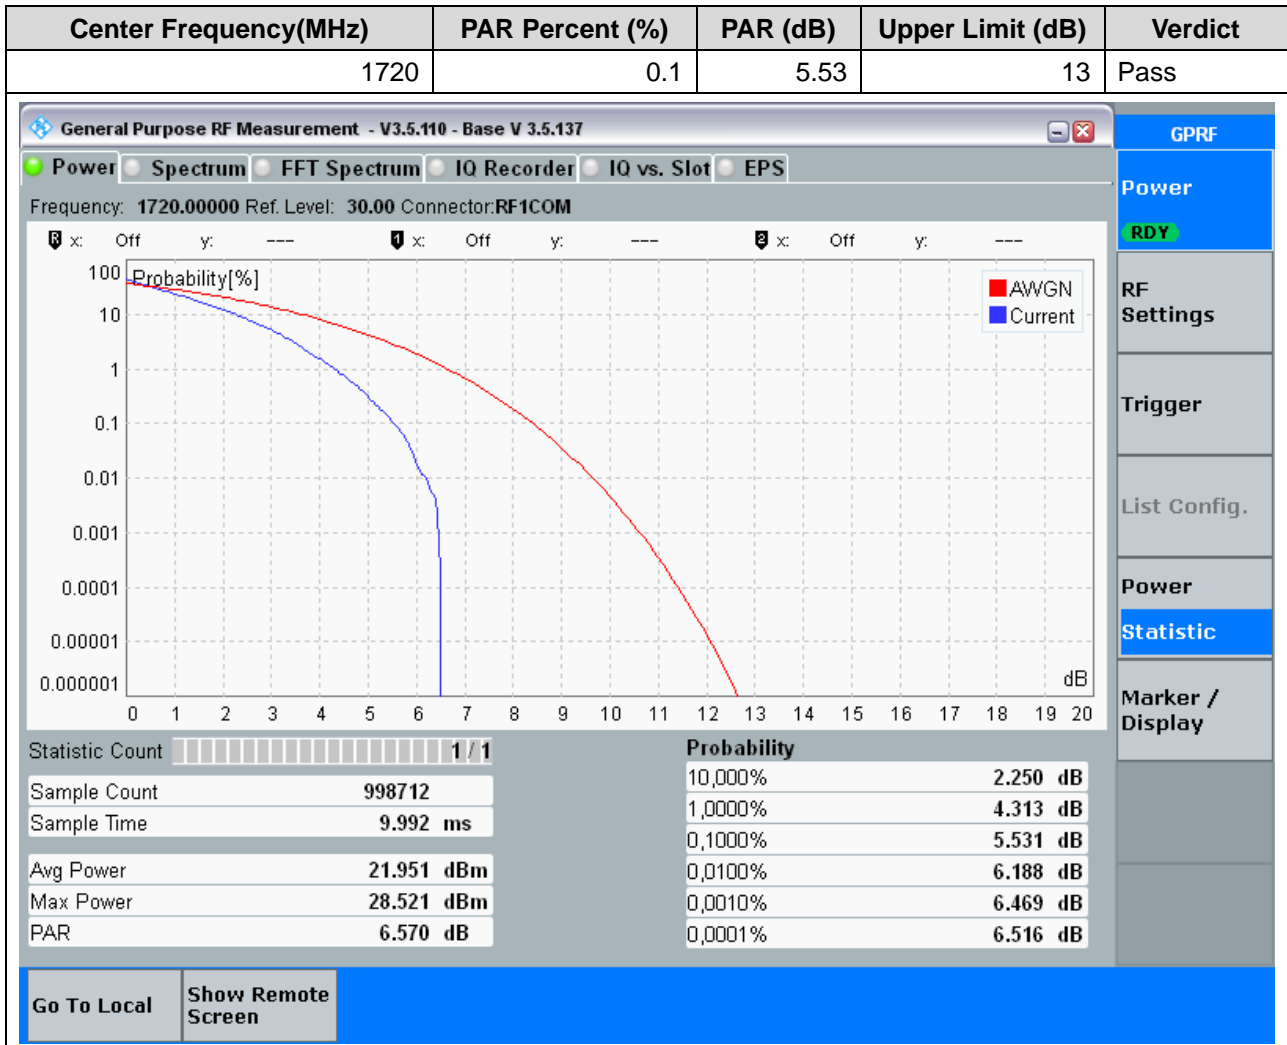 Center Frequency(MHz) PAR Percent (%) PAR (dB) Upper Limit (dB) Verdict
1720 0.1 5.53 13 Pass
General Purpose RF Measurement - V3.5.110 - Base V 3.5.137
GPRF
Power Spectrum FFT Spectrum IQ Recorder IQ vs. Slot EPS
Frequency: 1720.00000 Ref. Level: 30.00 Connector:RF1COM
R x: Off y: --- 1 x: Off y: --- 2 x: Off y: ---
Probability[%]
AWGN
Current
100
10
1
0.1
0.01
0.001
0.0001
0.00001
0.000001
dB
0 1 2 3 4 5 6 7 8 9 10 11 12 13 14 15 16 17 18 19 20
Statistic Count 1 / 1
Sample Count 998712
Sample Time 9.992 ms
Avg Power 21.951 dBm
Max Power 28.521 dBm
PAR 6.570 dB
Probability
10,000% 2.250 dB
1,0000% 4.313 dB
0,1000% 5.531 dB
0,0100% 6.188 dB
0,0010% 6.469 dB
0,0001% 6.516 dB
Power
RDY
RF
Settings
Trigger
List Config.
Power
Statistic
Marker /
Display
Go To Local
Show Remote
Screen